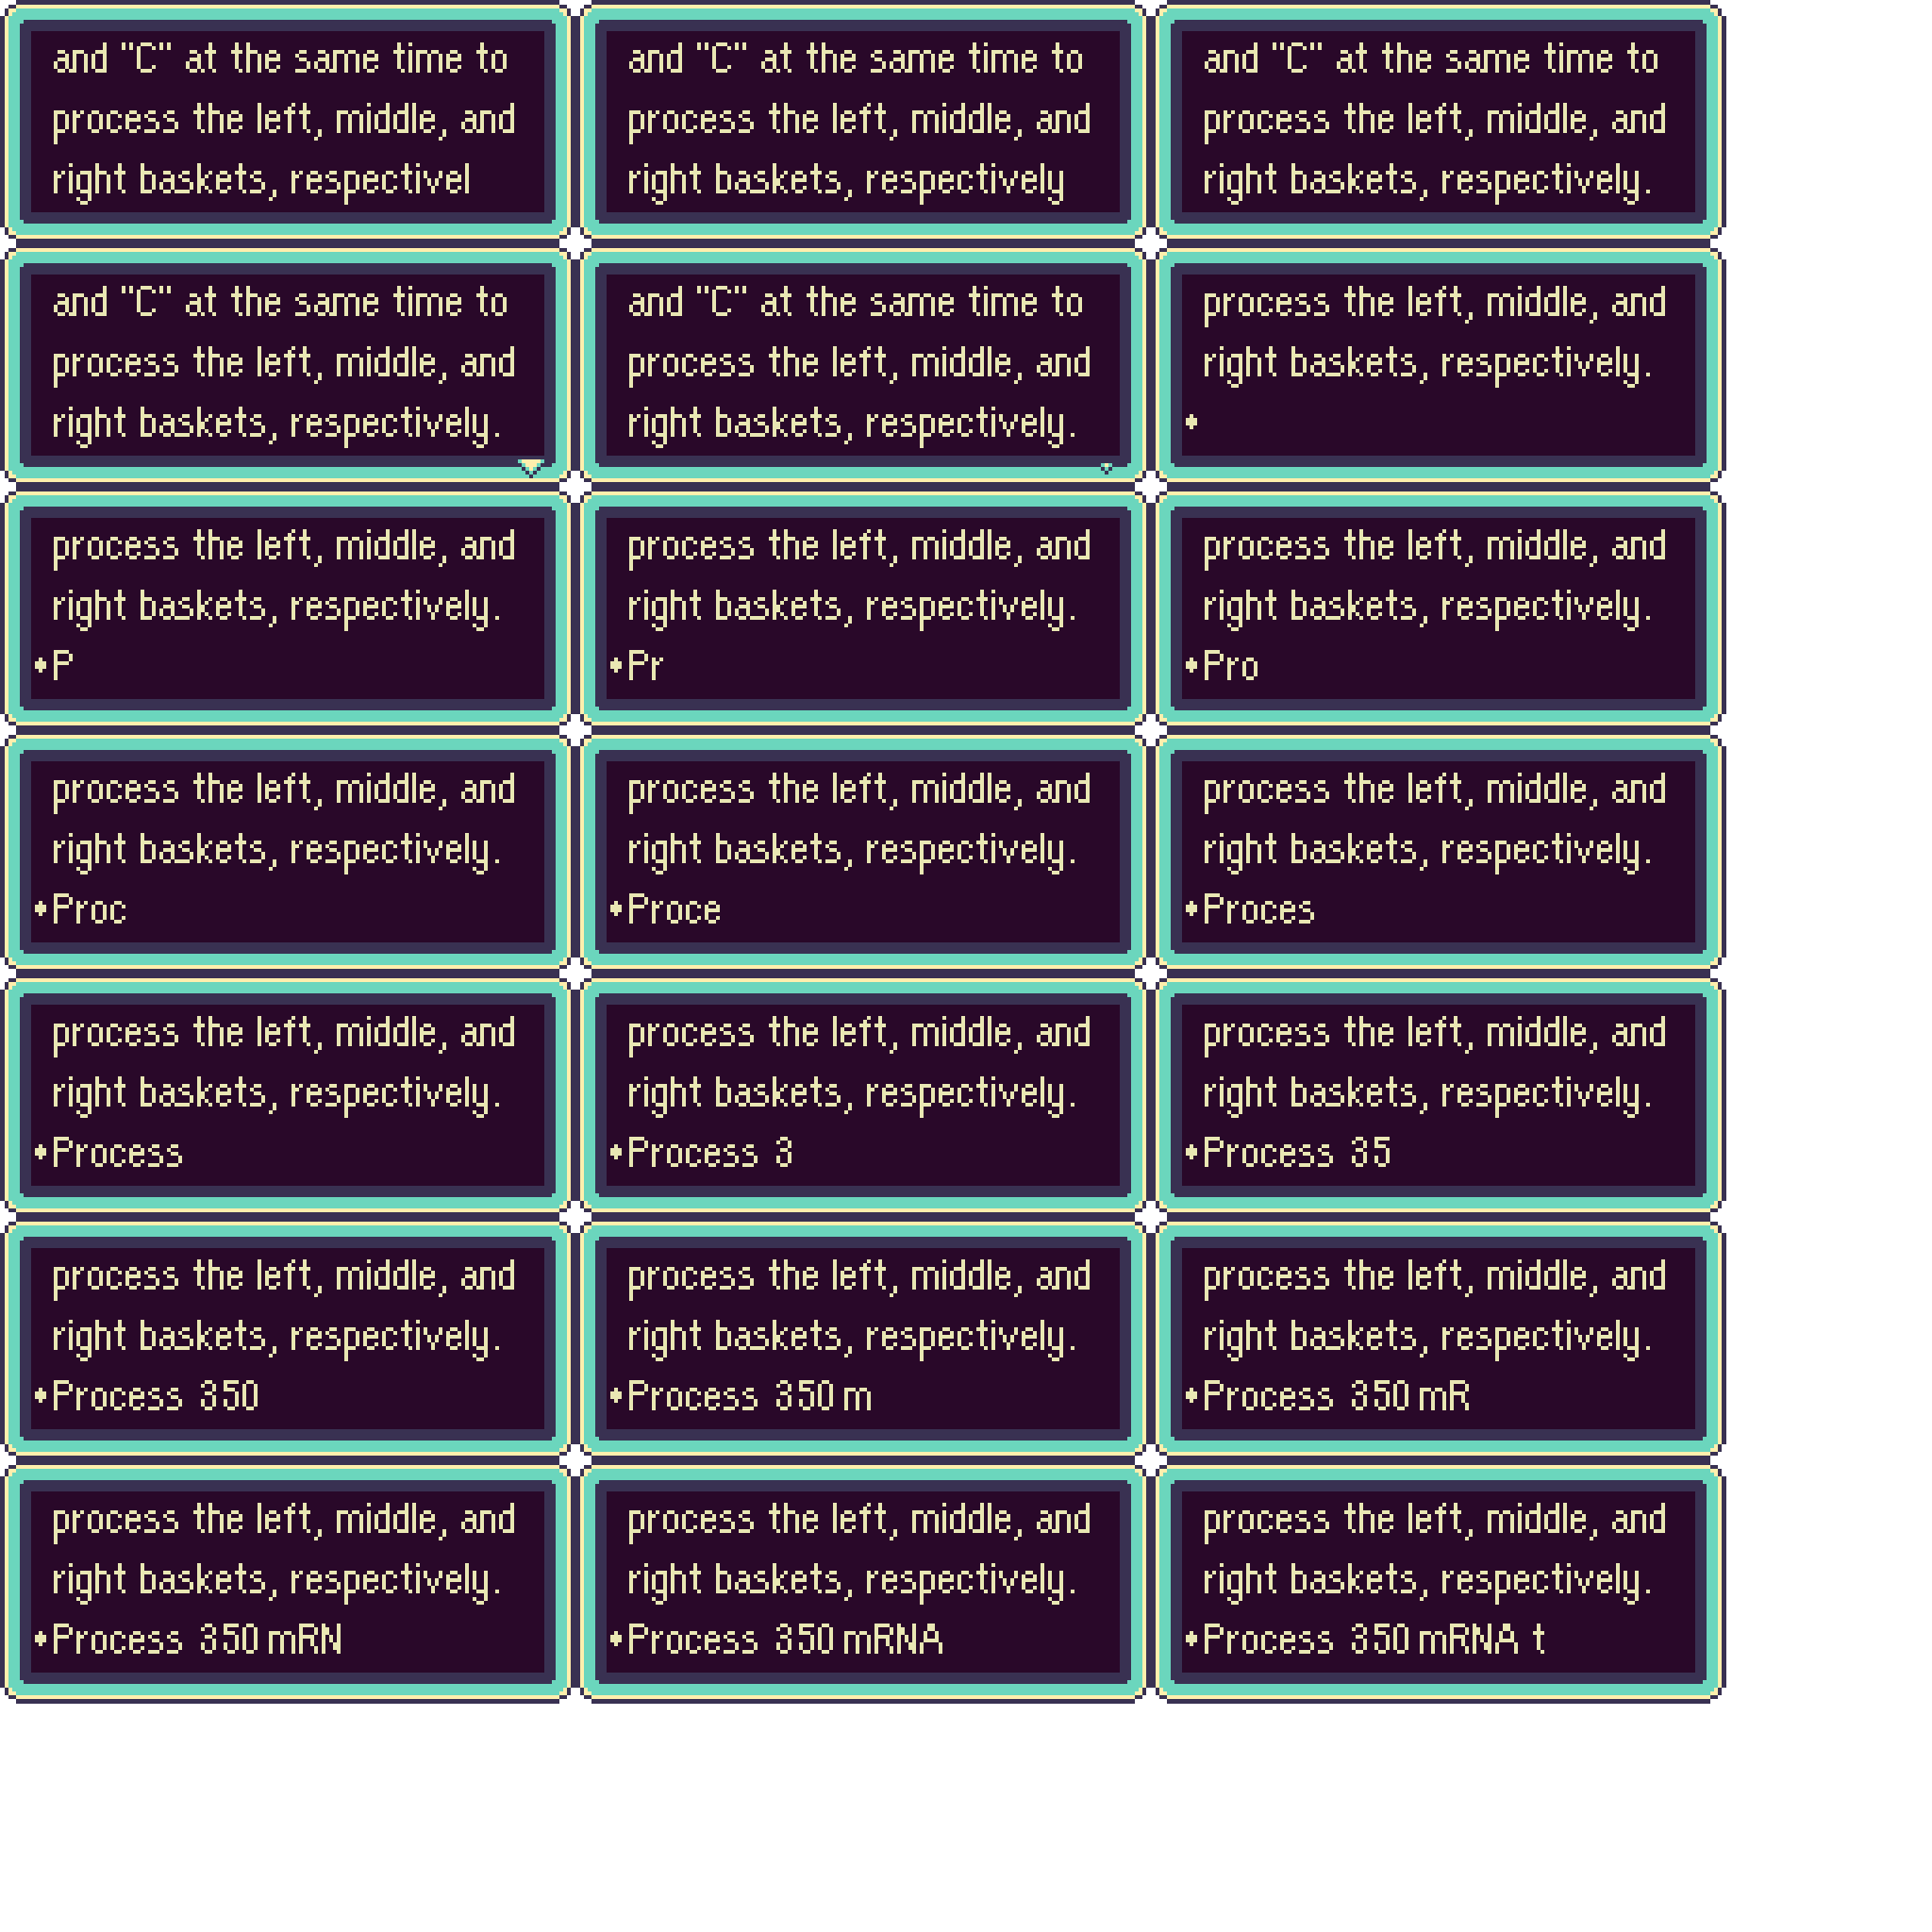 and "C" at the same time to
process the left, middle, and
right baskets, respectivel
and "C" at the same time to
process the left, middle, and
right baskets, respectively
and "C" at the same time to
process the left, middle, and
right baskets, respectively.
and "C" at the same time to
process the left, middle, and
right baskets, respectively.
and "C" at the same time to
process the left, middle, and
right baskets, respectively.
process the left, middle, and
right baskets, respectively.
•
process the left, middle, and
right baskets, respectively.
•P
process the left, middle, and
right baskets, respectively.
•Pr
process the left, middle, and
right baskets, respectively.
•Pro
process the left, middle, and
right baskets, respectively.
•Proc
process the left, middle, and
right baskets, respectively.
•Proce
process the left, middle, and
right baskets, respectively.
•Proces
process the left, middle, and
right baskets, respectively.
•Process
process the left, middle, and
right baskets, respectively.
•Process 3
process the left, middle, and
right baskets, respectively.
•Process 35
process the left, middle, and
right baskets, respectively.
•Process 350
process the left, middle, and
right baskets, respectively.
•Process 350 m
process the left, middle, and
right baskets, respectively.
•Process 350 mR
process the left, middle, and
right baskets, respectively.
•Process 350 mRN
process the left, middle, and
right baskets, respectively.
•Process 350 mRNA
process the left, middle, and
right baskets, respectively.
•Process 350 mRNA t